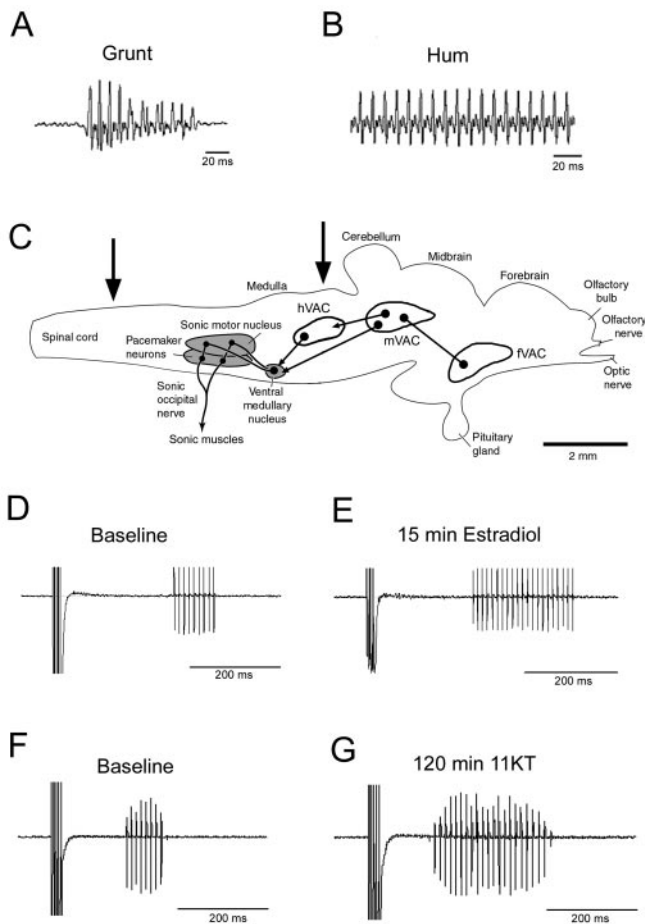 A
Grunt
20 ms
B
Hum
20 ms
C
Cerebellum
Midbrain
Forebrain
Medulla
Olfactory
bulb
Olfactory
nerve
Optic
nerve
hVAC
mVAC
fVAC
Spinal cord
Sonic motor nucleus
Pacemaker
neurons
Sonic
occipital
nerve
Ventral
medullary
nucleus
Sonic muscles
Pituitary
gland
2 mm
D
Baseline
200 ms
E
15 min Estradiol
200 ms
F
Baseline
200 ms
G
120 min 11KT
200 ms